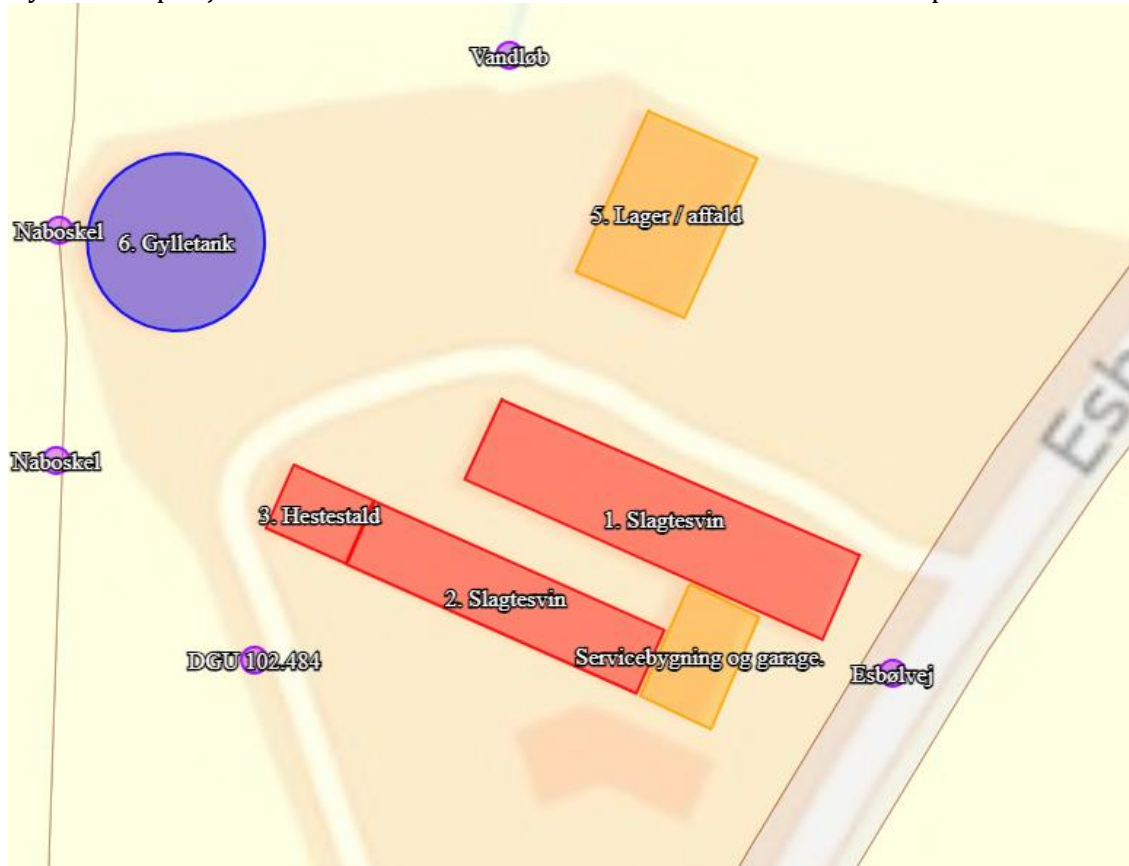 Vandløb
5. Lager / affald
Naboskel
6. Gylletank
Esb
Naboskel
3. Hestestald
1. Slagtesvin
2. Slagtesvin
DGU 102.484
Servicebygning og garage.
Esbølvej